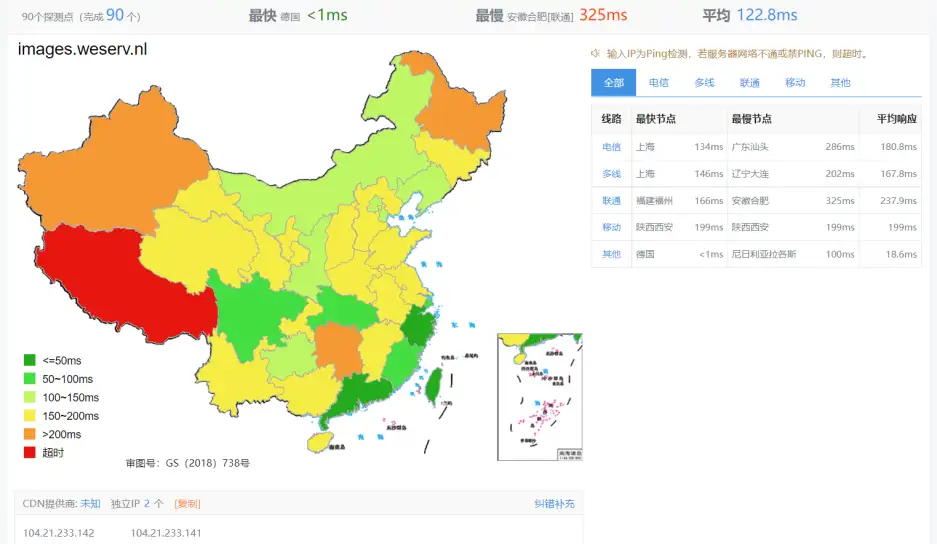 90个探测点（完成 90 个）
最快 德国 <1ms
最慢 安徽合肥[联通] 325ms
平均 122.8ms
images.weserv.nl
输入IP为Ping检测，若服务器网络不通或禁PING，则超时。
全部 电信 多线 联通 移动 其他
线路 最快节点 最慢节点 平均响应
电信 上海 134ms 广东汕头 286ms 180.8ms
多线 上海 146ms 辽宁大连 202ms 167.8ms
联通 福建福州 166ms 安徽合肥 325ms 237.9ms
移动 陕西西安 199ms 陕西西安 199ms 199ms
其他 德国 <1ms 尼日利亚拉各斯 100ms 18.6ms
<=50ms
50~100ms
100~150ms
150~200ms
>200ms
超时
审图号：GS（2018）738号
海南岛
东沙群岛
南海诸岛
CDN提供商: 未知 独立IP 2 个 [复制] 纠错补充
104.21.233.142 104.21.233.141